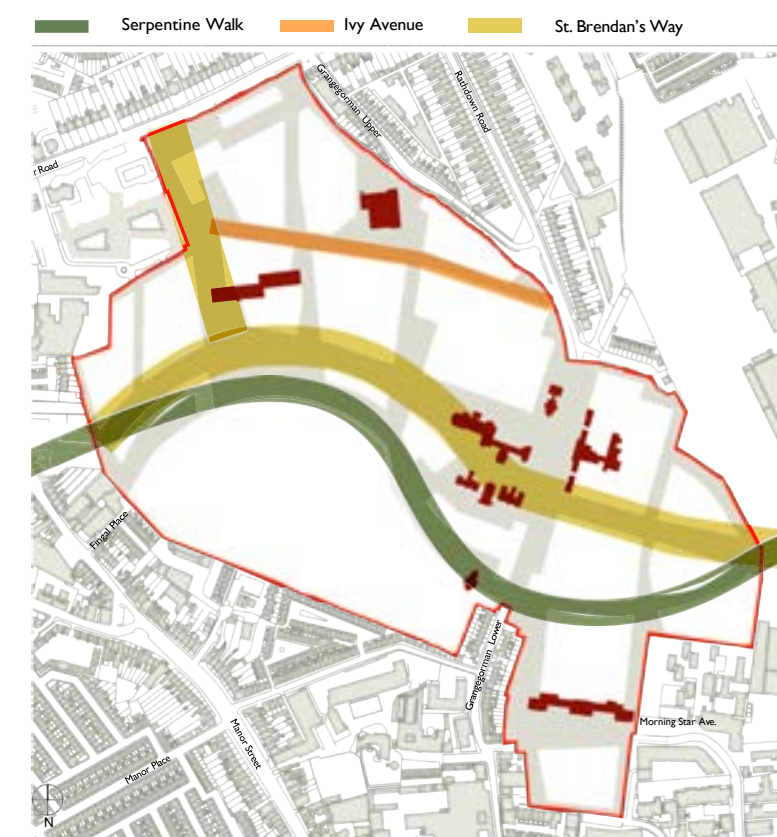 Serpentine Walk Ivy Avenue St. Brendan's Way
Grangegorman Upper
Rathdown Road
r Road
Fingal Place
Grangegorman Lower
Morning Star Ave.
Manor Street
Manor Place
N